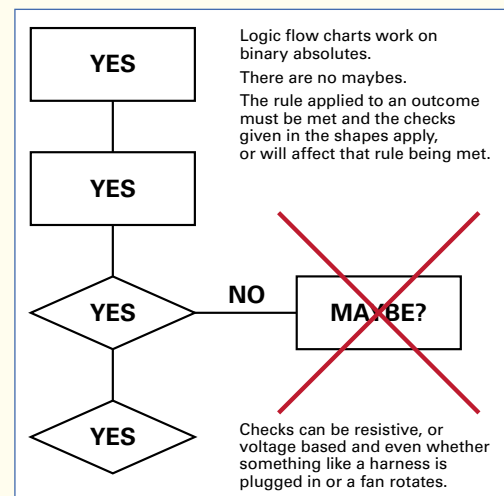 YES
Logic flow charts work on
binary absolutes.
There are no maybes.
The rule applied to an outcome
must be met and the checks
given in the shapes apply,
or will affect that rule being met.
YES
YES
NO
MAYBE?
YES
Checks can be resistive, or
voltage based and even whether
something like a harness is
plugged in or a fan rotates.